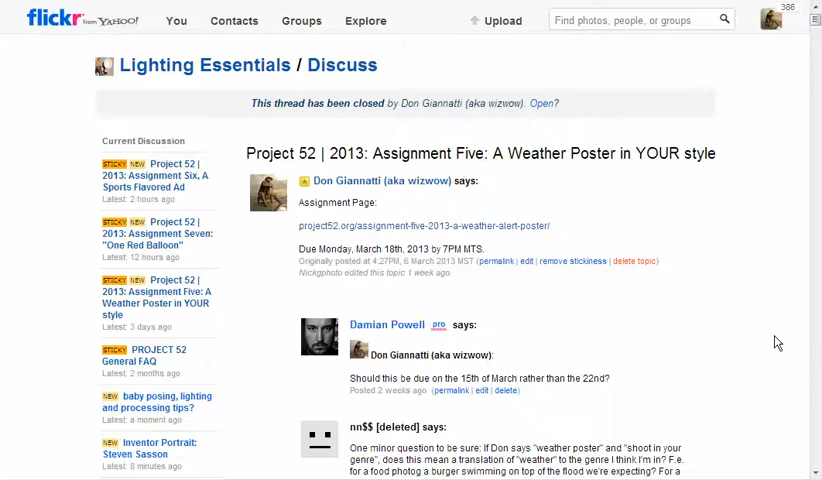 flickr from YAHOO! You Contacts Groups Explore Upload Find photos, people, or groups 386
Lighting Essentials / Discuss
This thread has been closed by Don Giannatti (aka wizwow). Open?
Current Discussion
STICKY NEW Project 52 |
2013: Assignment Six, A
Sports Flavored Ad
Latest: 2 hours ago
STICKY NEW Project 52 |
2013: Assignment Seven:
"One Red Balloon"
Latest: 12 hours ago
STICKY NEW Project 52 |
2013: Assignment Five: A
Weather Poster in YOUR
style
Latest: 3 days ago
STICKY PROJECT 52
General FAQ
Latest: 2 months ago
NEW baby posing, lighting
and processing tips?
Latest: a moment ago
NEW Inventor Portrait:
Steven Sasson
Latest: 8 minutes ago
Project 52 | 2013: Assignment Five: A Weather Poster in YOUR style
Don Giannatti (aka wizwow) says:
Assignment Page:
project52.org/assignment-five-2013-a-weather-alert-poster/
Due Monday, March 18th, 2013 by 7PM MTS.
Originally posted at 4:27PM, 6 March 2013 MST (permalink | edit | remove stickiness | delete topic)
Nickgphoto edited this topic 1 week ago.
Damian Powell pro says:
Don Giannatti (aka wizwow):
Should this be due on the 15th of March rather than the 22nd?
Posted 2 weeks ago. (permalink | edit | delete)
nn$$ [deleted] says:
One minor question to be sure: If Don says "weather poster" and "shoot in your
genre", does this mean a translation of "weather" to the genre I think I'm in? F.e.
for a food photog a burger swimming on top of the flood we're expecting? For a